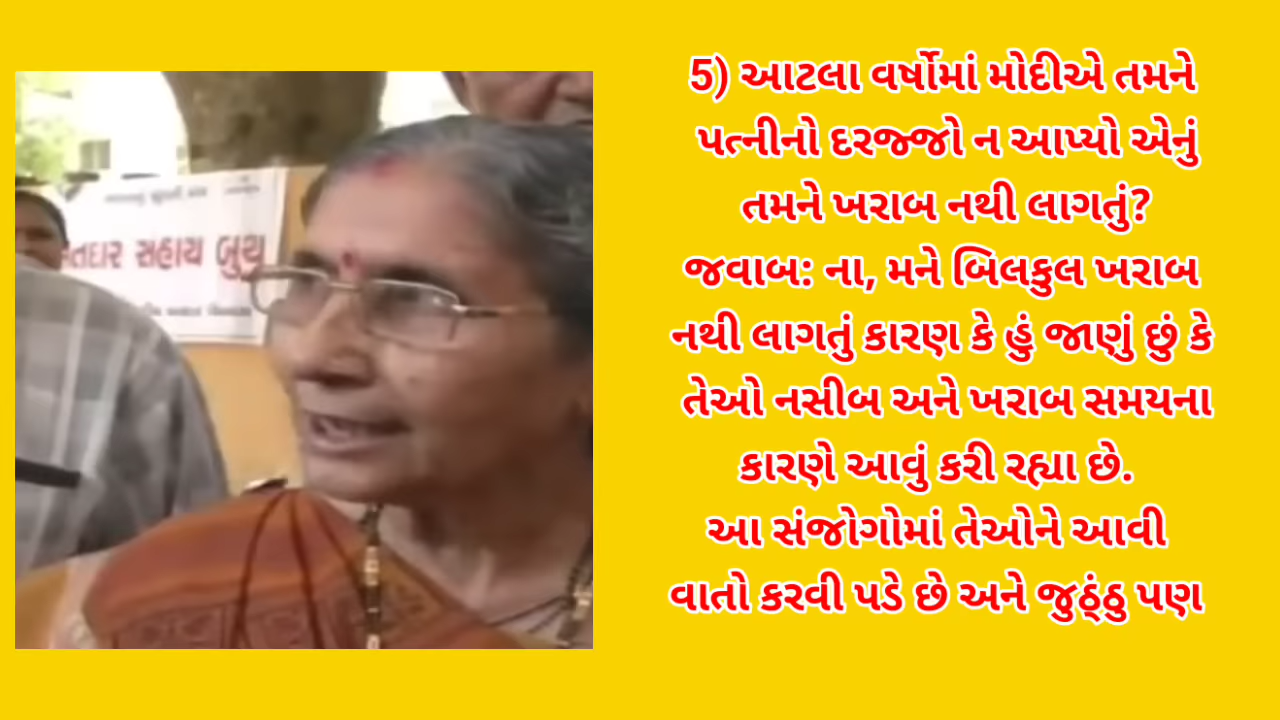 મતદાર સહાય બુથ
5) આટલા વર્ષોમાં મોદીએ તમને
પત્નીનો દરજ્જો ન આપ્યો એનું
તમને ખરાબ નથી લાગતું?
જવાબ: ના, મને બિલકુલ ખરાબ
નથી લાગતું કારણ કે હું જાણું છું કે
તેઓ નસીબ અને ખરાબ સમયના
કારણે આવું કરી રહ્યા છે.
આ સંજોગોમાં તેઓને આવી
વાતો કરવી પડે છે અને જુઠ્ઠુ પણ